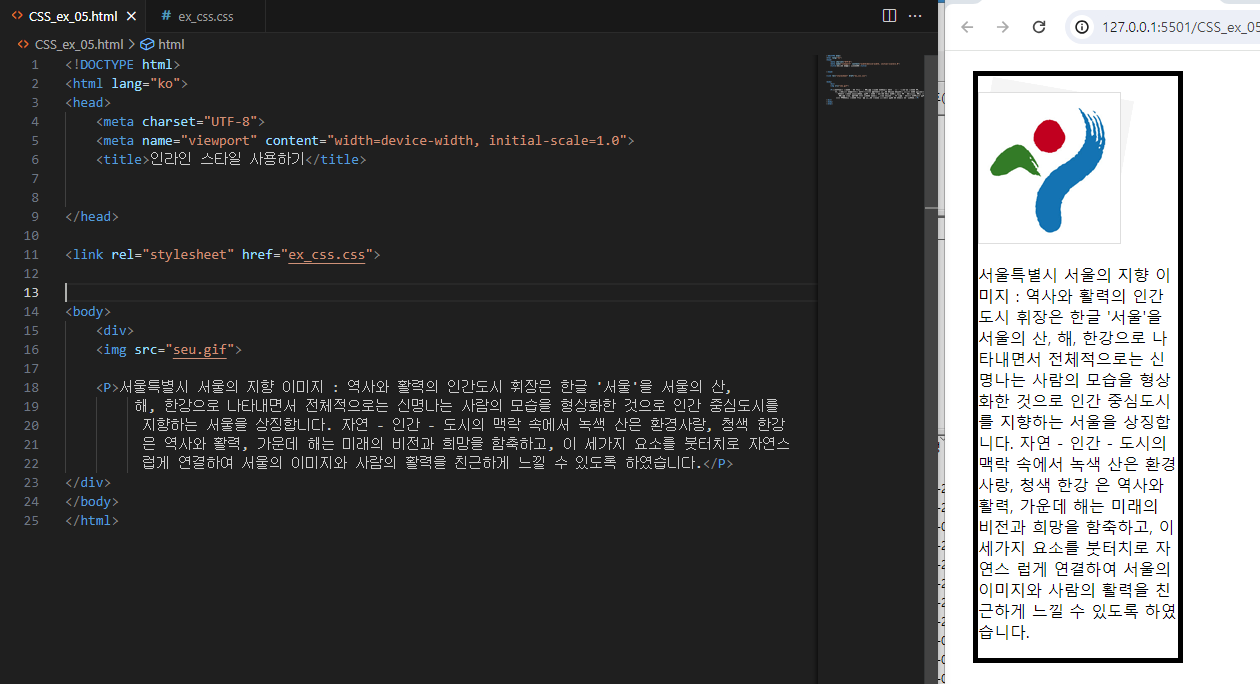 CSS_ex_05.html
ex_css.css
CSS_ex_05.html > html
1 <!DOCTYPE html>
2 <html lang="ko">
3 <head>
4 <meta charset="UTF-8">
5 <meta name="viewport" content="width=device-width, initial-scale=1.0">
6 <title>인라인 스타일 사용하기</title>
7
8
9 </head>
10
11 <link rel="stylesheet" href="ex_css.css">
12
13
14 <body>
15 <div>
16 <img src="seu.gif">
17
18 <P>서울특별시 서울의 지향 이미지 : 역사와 활력의 인간도시 휘장은 한글 '서울'을 서울의 산,
19 해, 한강으로 나타내면서 전체적으로는 신명나는 사람의 모습을 형상화한 것으로 인간 중심도시를
20 지향하는 서울을 상징합니다. 자연 - 인간 - 도시의 맥락 속에서 녹색 산은 환경사랑, 청색 한강
21 은 역사와 활력, 가운데 해는 미래의 비전과 희망을 함축하고, 이 세가지 요소를 붓터치로 자연스
22 럽게 연결하여 서울의 이미지와 사람의 활력을 친근하게 느낄 수 있도록 하였습니다.</P>
23 </div>
24 </body>
25 </html>
127.0.0.1:5501/CSS_ex_05
서울특별시 서울의 지향 이
미지 : 역사와 활력의 인간
도시 휘장은 한글 '서울'을
서울의 산, 해, 한강으로 나
타내면서 전체적으로는 신
명나는 사람의 모습을 형상
화한 것으로 인간 중심도시
를 지향하는 서울을 상징합
니다. 자연 - 인간 - 도시의
맥락 속에서 녹색 산은 환경
사랑, 청색 한강 은 역사와
활력, 가운데 해는 미래의
비전과 희망을 함축하고, 이
세가지 요소를 붓터치로 자
연스 럽게 연결하여 서울의
이미지와 사람의 활력을 친
근하게 느낄 수 있도록 하였
습니다.